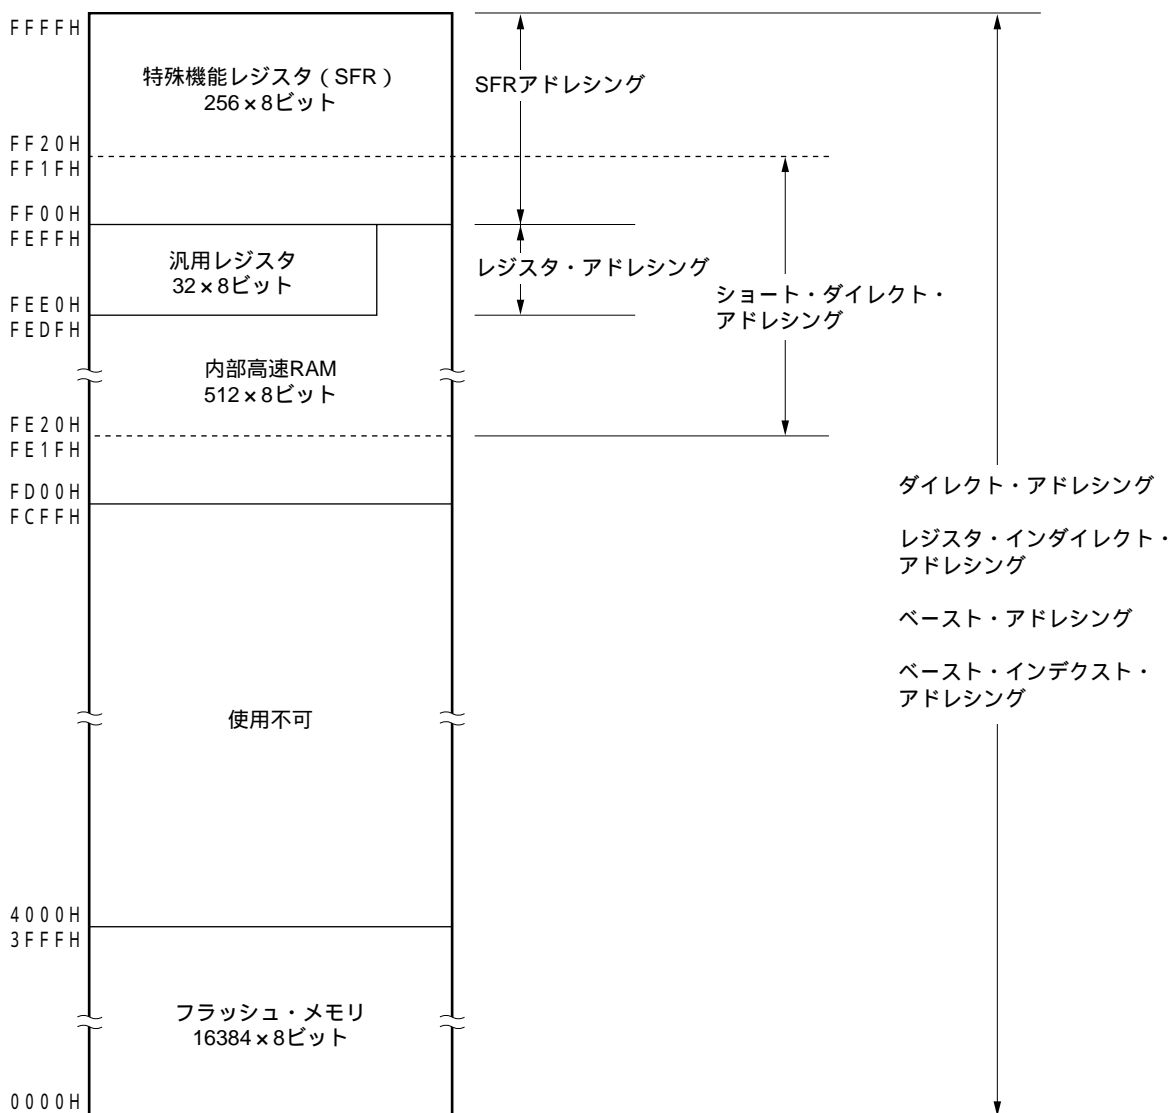 FFFFH
特殊機能レジスタ（SFR）
256×8ビット
SFRアドレシング
FF20H
FF1FH
FF00H
FEFFH
汎用レジスタ
32×8ビット
レジスタ・アドレシング
ショート・ダイレクト・
アドレシング
FEE0H
FEDFH
内部高速RAM
512×8ビット
FE20H
FE1FH
FD00H
FCFFH
ダイレクト・アドレシング
レジスタ・インダイレクト・
アドレシング
ベースト・アドレシング
ベースト・インデクスト・
アドレシング
使用不可
4000H
3FFFH
フラッシュ・メモリ
16384×8ビット
0000H